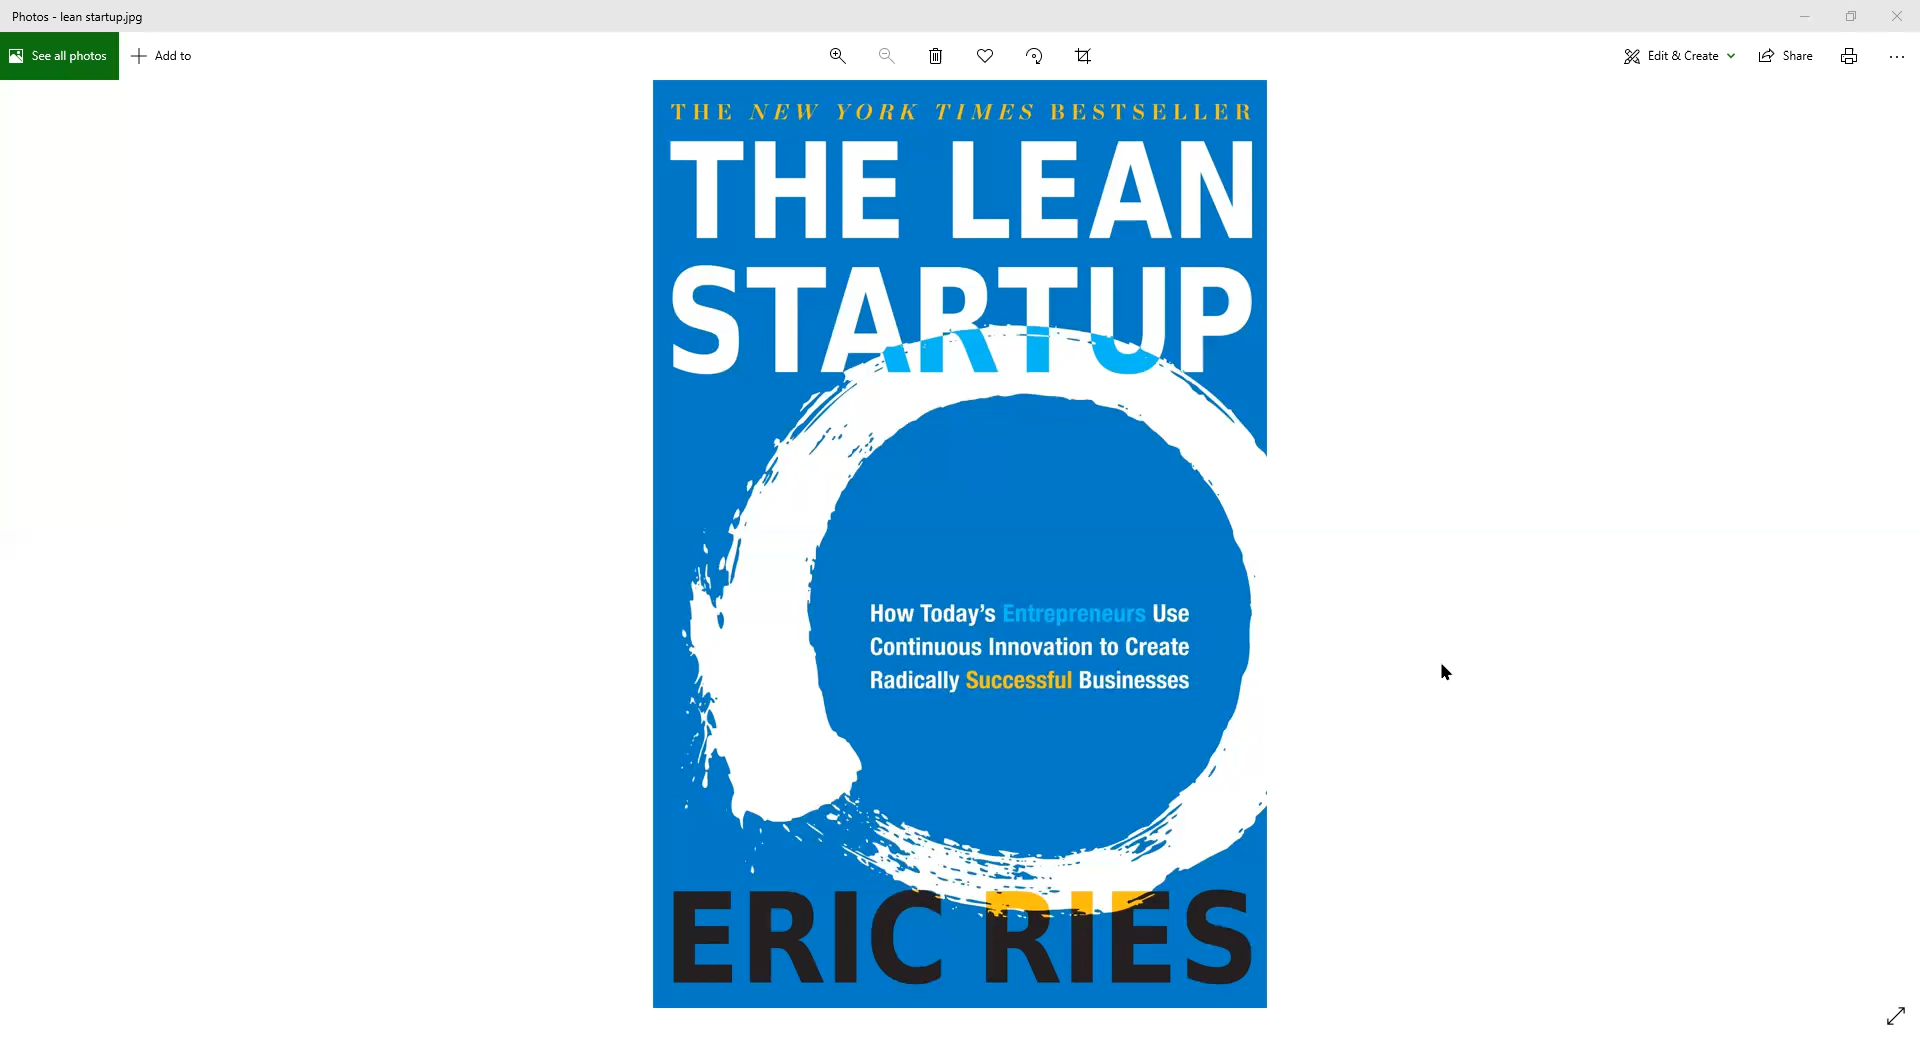 Photos - lean startup.jpg
See all photos
Add to
Edit & Create
Share
THE NEW YORK TIMES BESTSELLER
THE LEAN
STARTUP
How Today's Entrepreneurs Use
Continuous Innovation to Create
Radically Successful Businesses
ERIC RIES